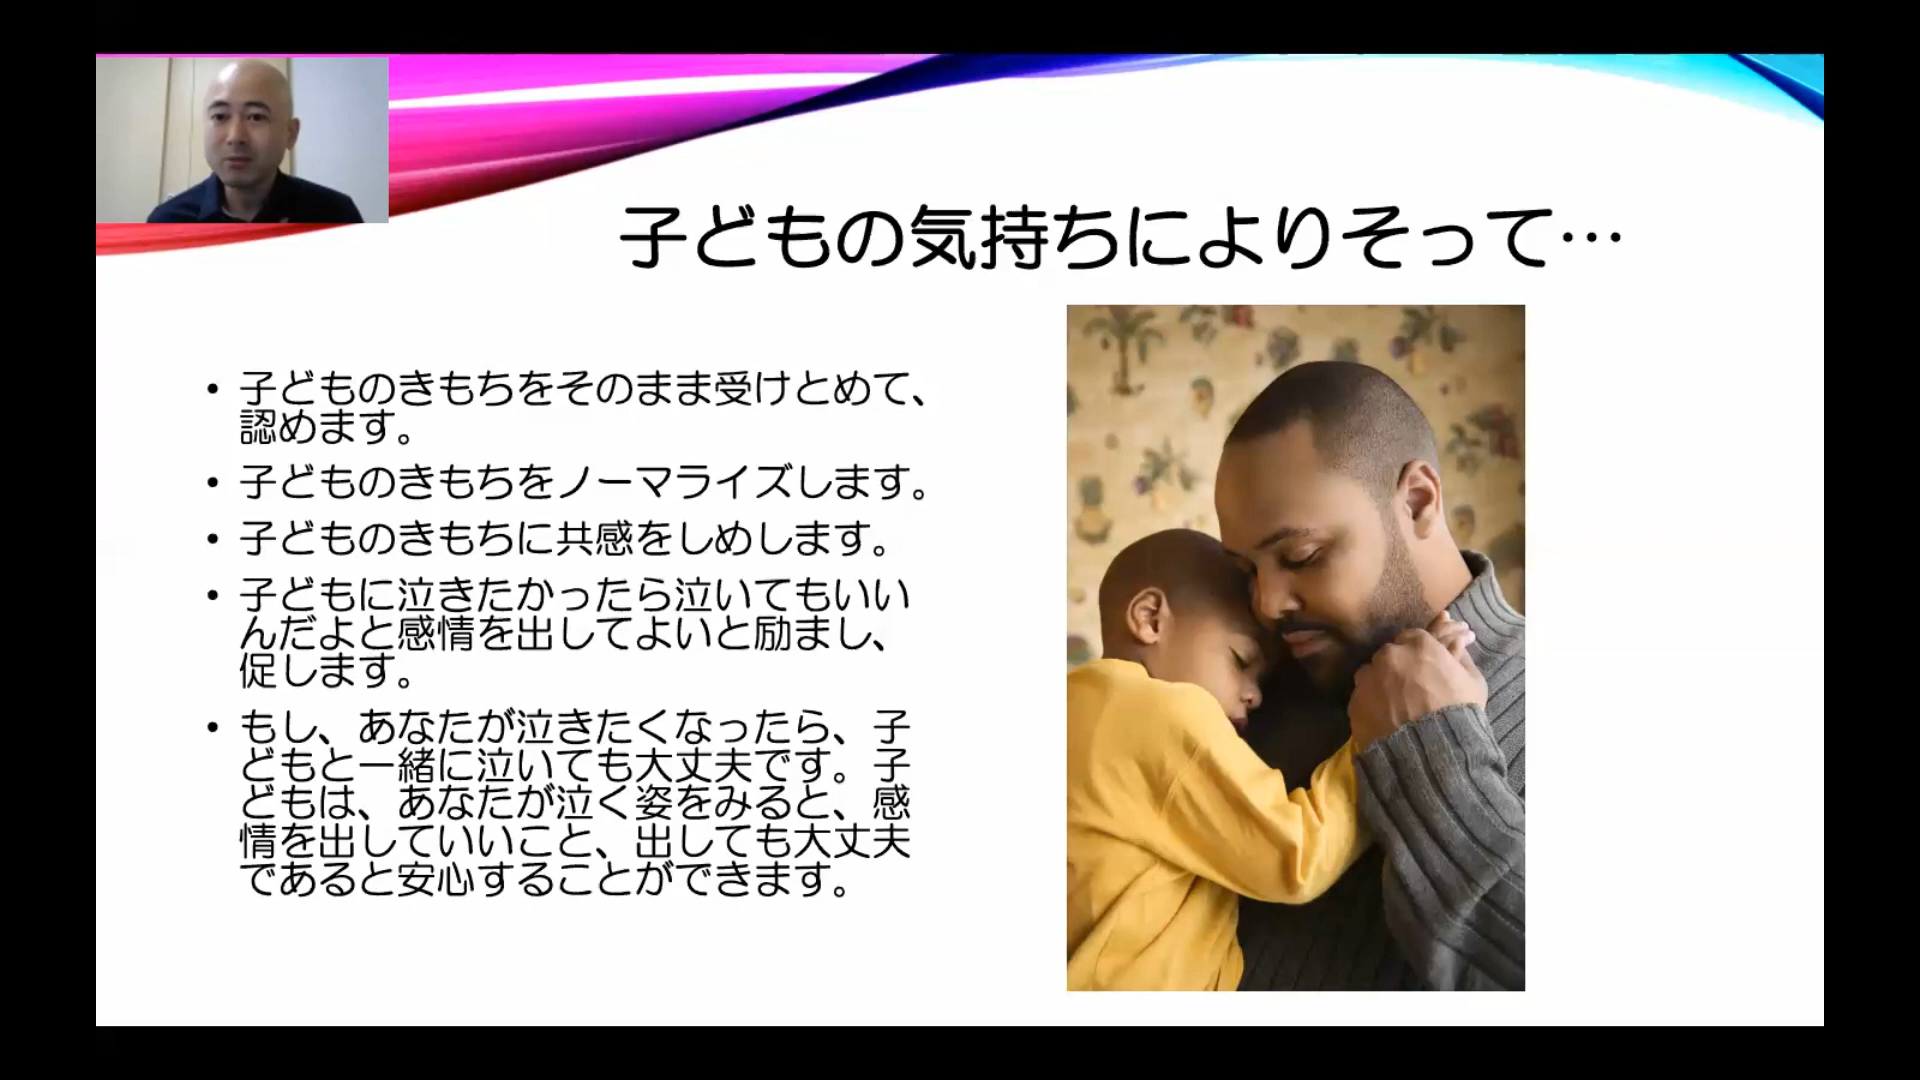 子どもの気持ちによりそって…
• 子どものきもちをそのまま受けとめて、
認めます。
• 子どものきもちをノーマライズします。
• 子どものきもちに共感をしめします。
• 子どもに泣きたかったら泣いてもいい
んだよと感情を出してよいと励まし、
促します。
• もし、あなたが泣きたくなったら、子
どもと一緒に泣いても大丈夫です。子
どもは、あなたが泣く姿をみると、感
情を出していいこと、出しても大丈夫
であると安心することができます。